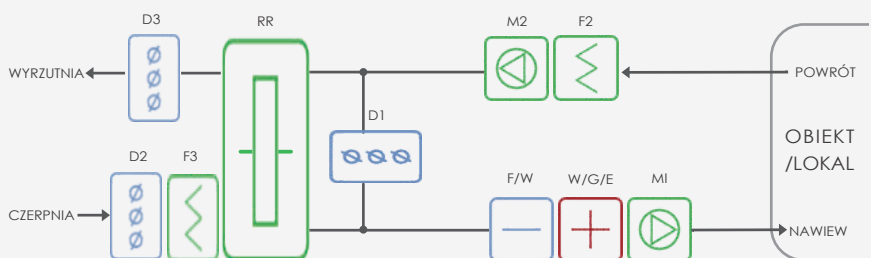 D3
RR
M2
F2
WYRZUTNIA
POWRÓT
D1
OBIEKT
/LOKAL
D2
F3
F/W
W/G/E
MI
CZERPNIA
NAWIEW